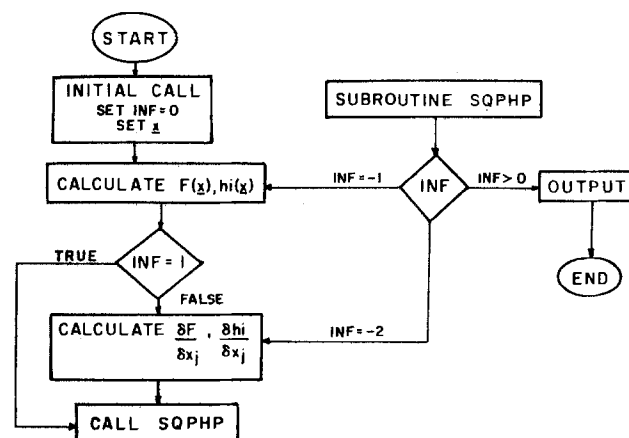 START
INITIAL CALL
SET INF=0
SET x
SUBROUTINE SQPHP
CALCULATE F(x), hi(x)
INF=-1
INF
INF>0
OUTPUT
TRUE
INF = 1
END
FALSE
CALCULATE δF/δxj , δhi/δxj
INF=-2
CALL SQPHP